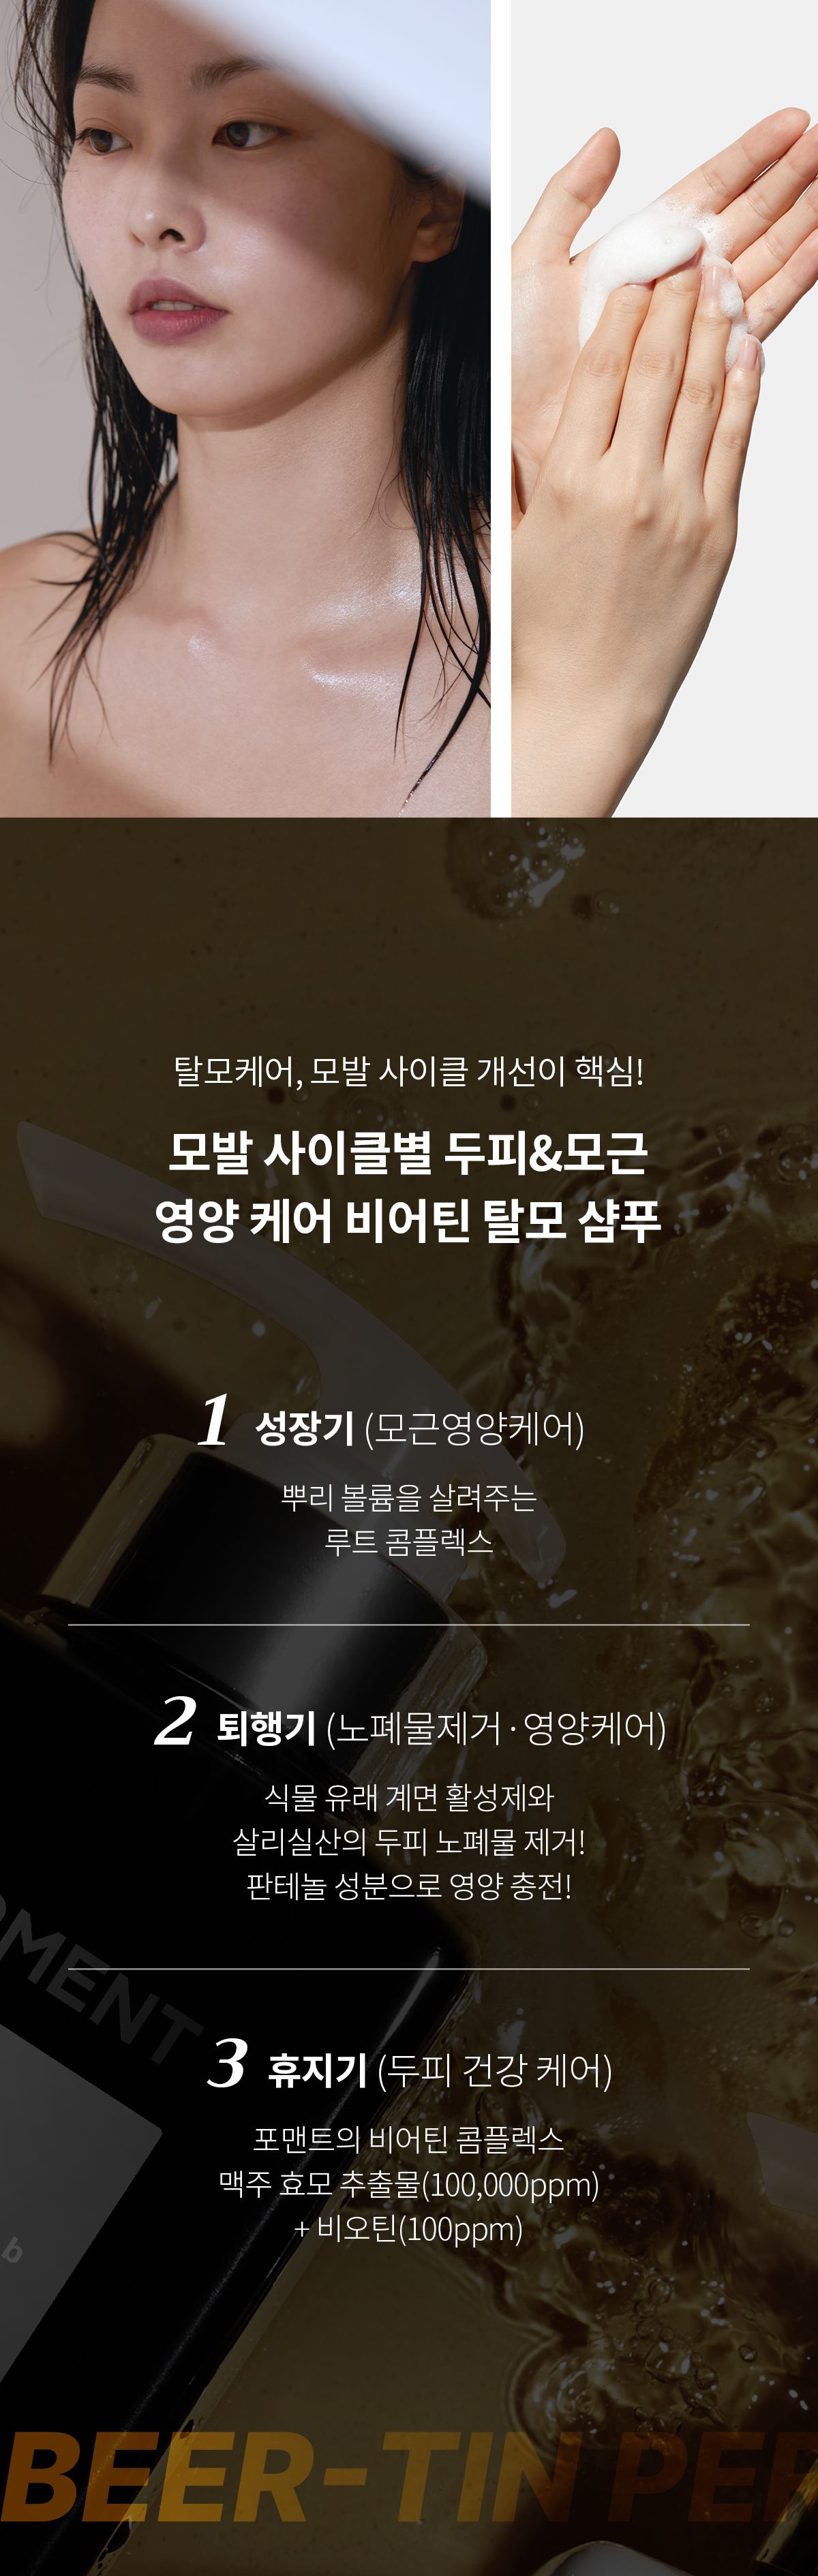 탈모케어, 모발 사이클 개선이 핵심!
모발 사이클별 두피&모근
영양 케어 비어틴 탈모 샴푸
1 성장기 (모근영양케어)
뿌리 볼륨을 살려주는
루트 콤플렉스
2 퇴행기 (노폐물제거·영양케어)
식물 유래 계면 활성제와
살리실산의 두피 노폐물 제거!
판테놀 성분으로 영양 충전!
MENT
3 휴지기 (두피 건강 케어)
포맨트의 비어틴 콤플렉스
맥주 효모 추출물(100,000ppm)
+ 비오틴(100ppm)
b
BEER-TIN PER